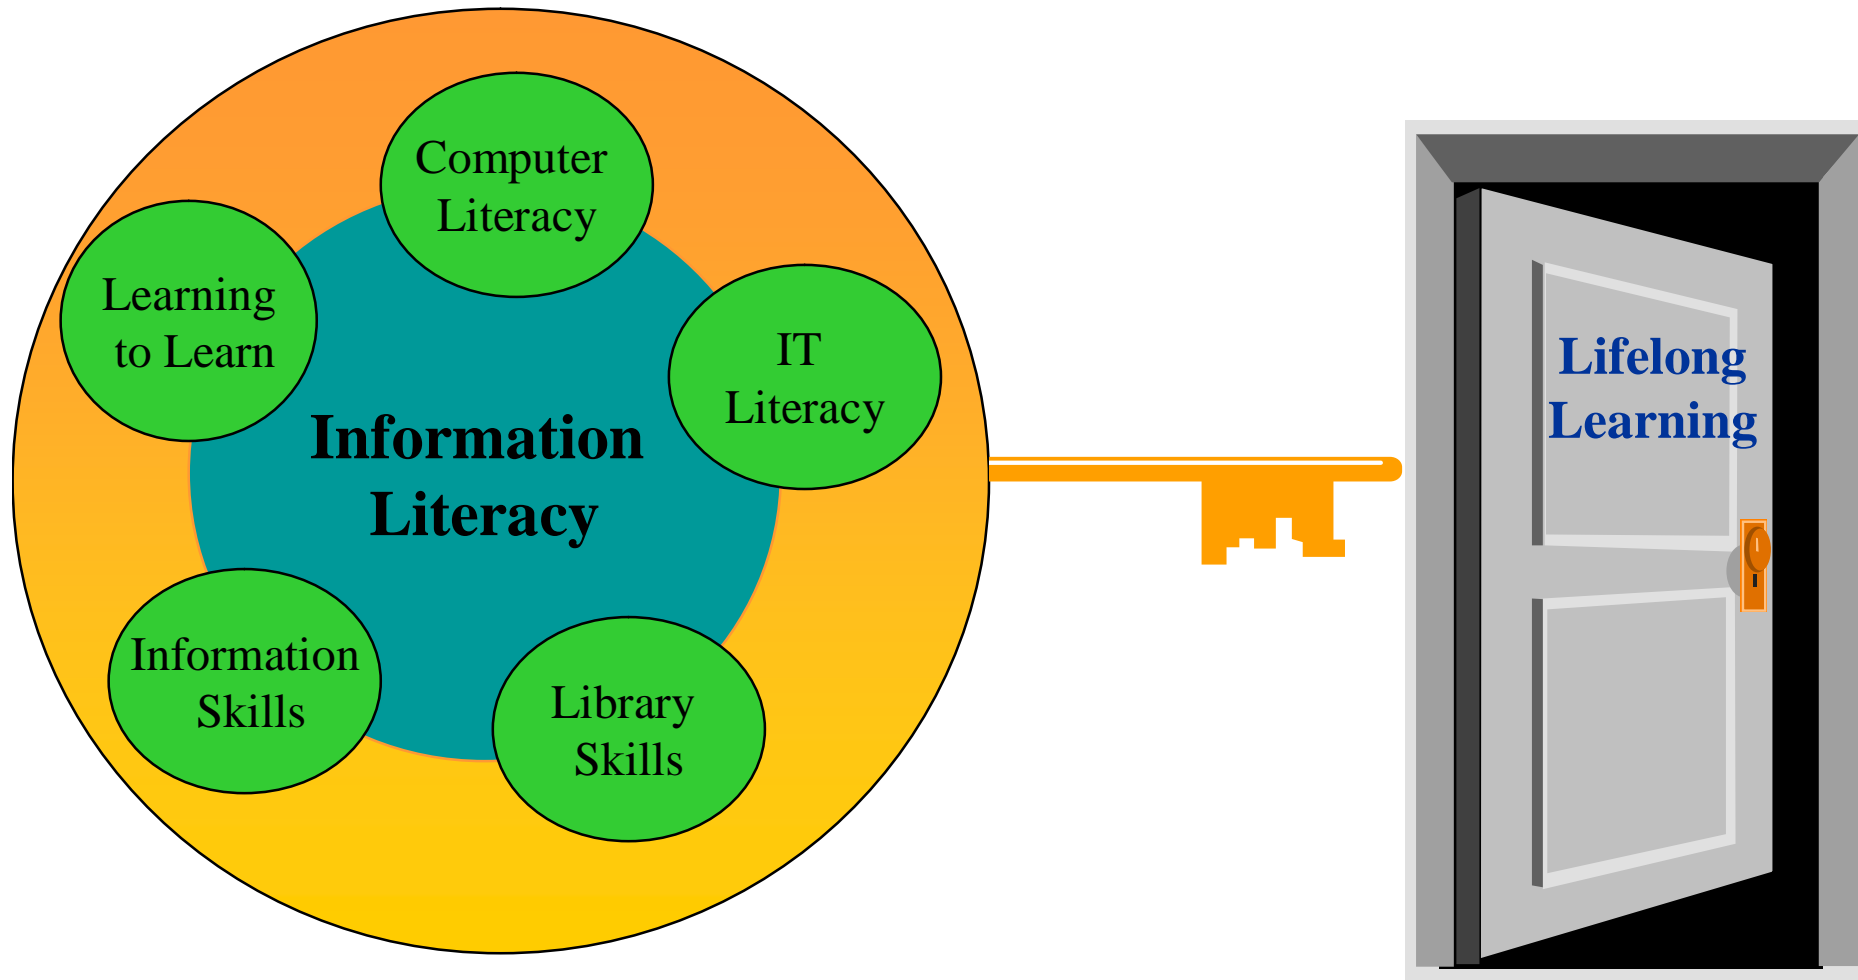 Computer
Literacy
Learning
to Learn
IT
Literacy
Information
Literacy
Information
Skills
Library
Skills
Lifelong
Learning